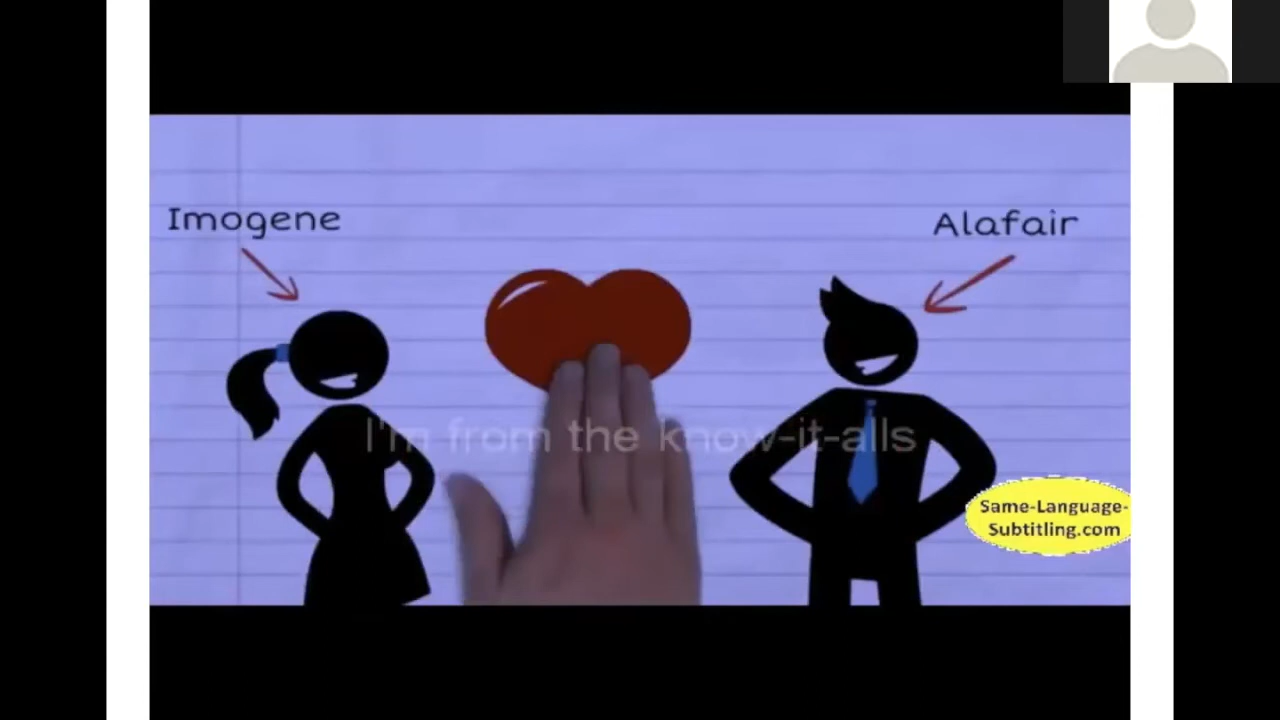 Imogene
Alafair
I'm from the know-it-alls
Same-Language-
Subtitling.com